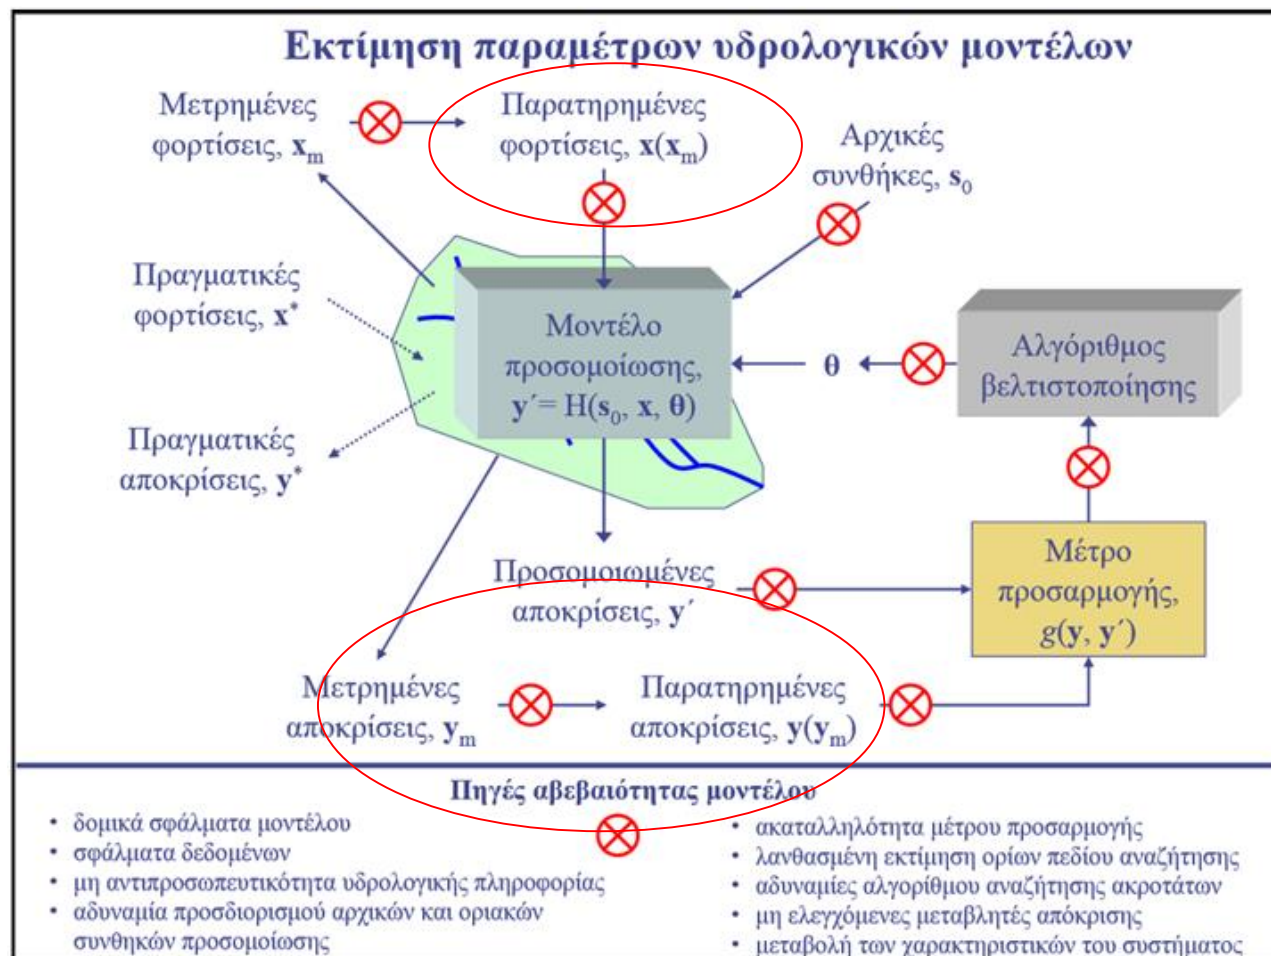 Εκτίμηση παραμέτρων υδρολογικών μοντέλων
Μετρημένες
φορτίσεις, xm
Παρατηρημένες
φορτίσεις, x(xm)
Αρχικές
συνθήκες, s0
Πραγματικές
φορτίσεις, x*
Μοντέλο
προσομοίωσης,
y΄= H(s0, x, θ)
θ
Αλγόριθμος
βελτιστοποίησης
Πραγματικές
αποκρίσεις, y*
Προσομοιωμένες
αποκρίσεις, y΄
Μέτρο
προσαρμογής,
g(y, y΄)
Μετρημένες
αποκρίσεις, ym
Παρατηρημένες
αποκρίσεις, y(ym)
Πηγές αβεβαιότητας μοντέλου
• δομικά σφάλματα μοντέλου
• σφάλματα δεδομένων
• μη αντιπροσωπευτικότητα υδρολογικής πληροφορίας
• αδυναμία προσδιορισμού αρχικών και οριακών
συνθηκών προσομοίωσης
• ακαταλληλότητα μέτρου προσαρμογής
• λανθασμένη εκτίμηση ορίων πεδίου αναζήτησης
• αδυναμίες αλγορίθμου αναζήτησης ακροτάτων
• μη ελεγχόμενες μεταβλητές απόκρισης
• μεταβολή των χαρακτηριστικών του συστήματος